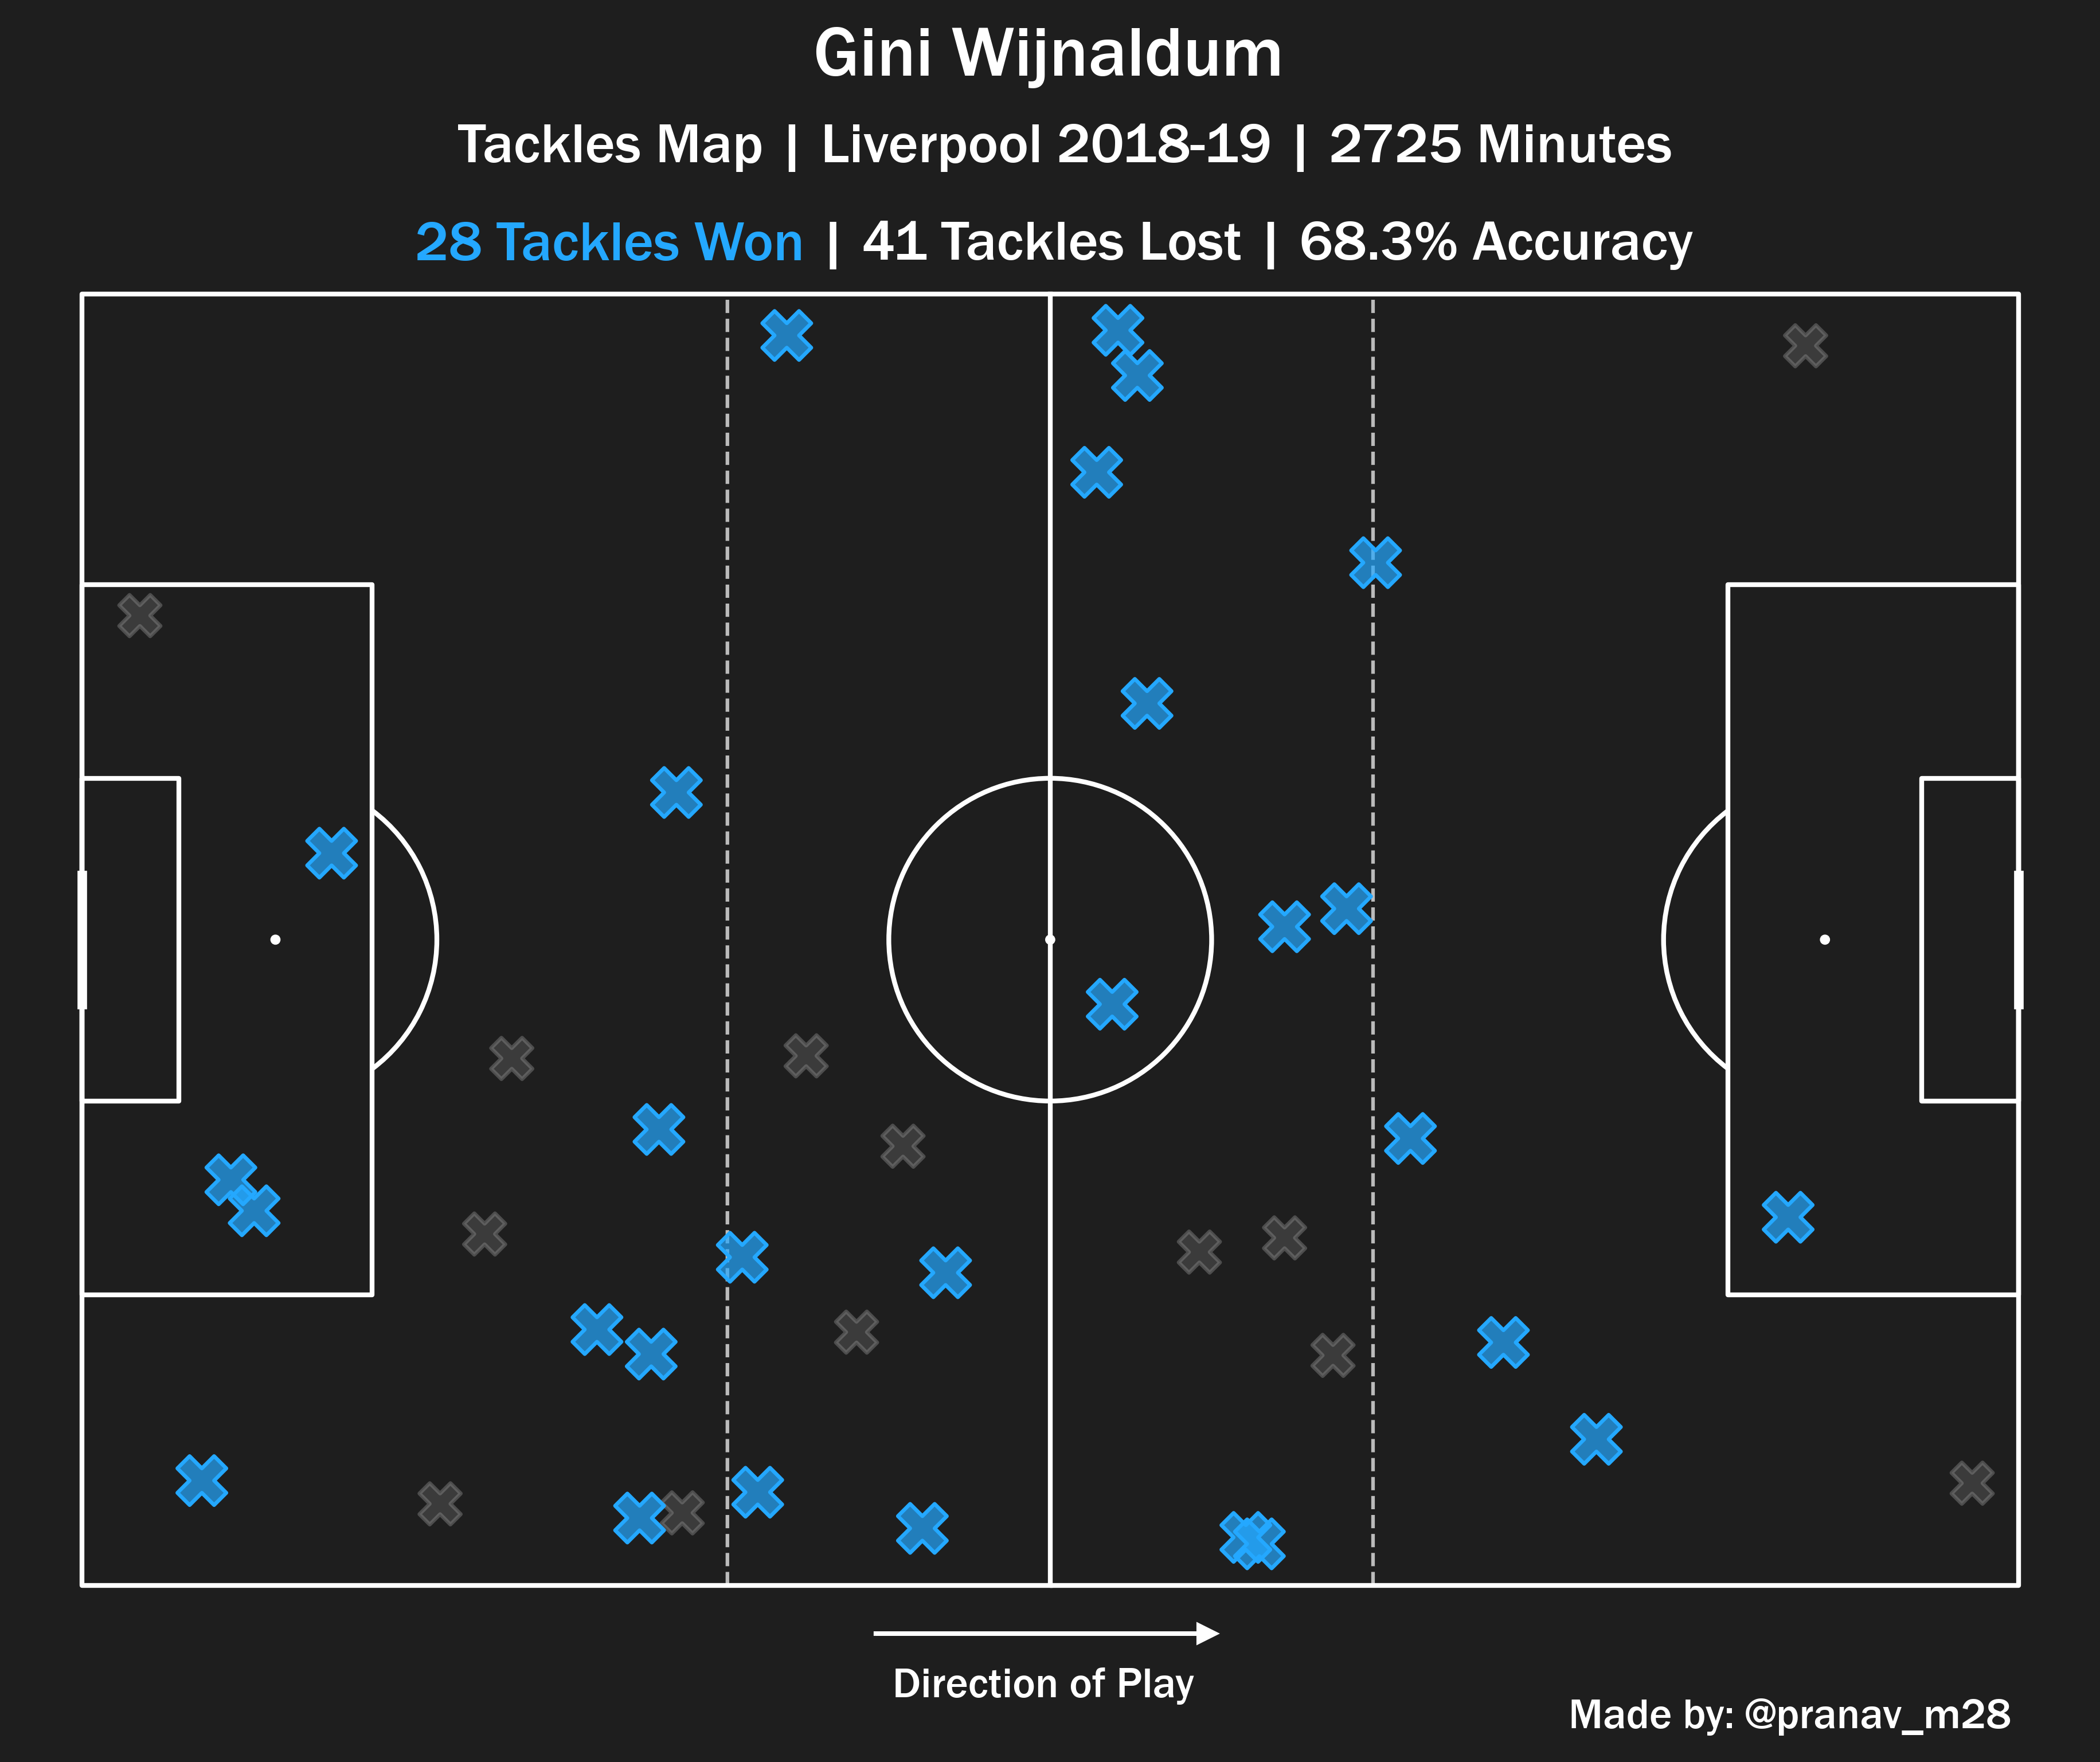 Gini Wijnaldum
Tackles Map | Liverpool 2018-19 | 2725 Minutes
28 Tackles Won | 41 Tackles Lost | 68.3% Accuracy
Direction of Play
Made by: @pranav_m28